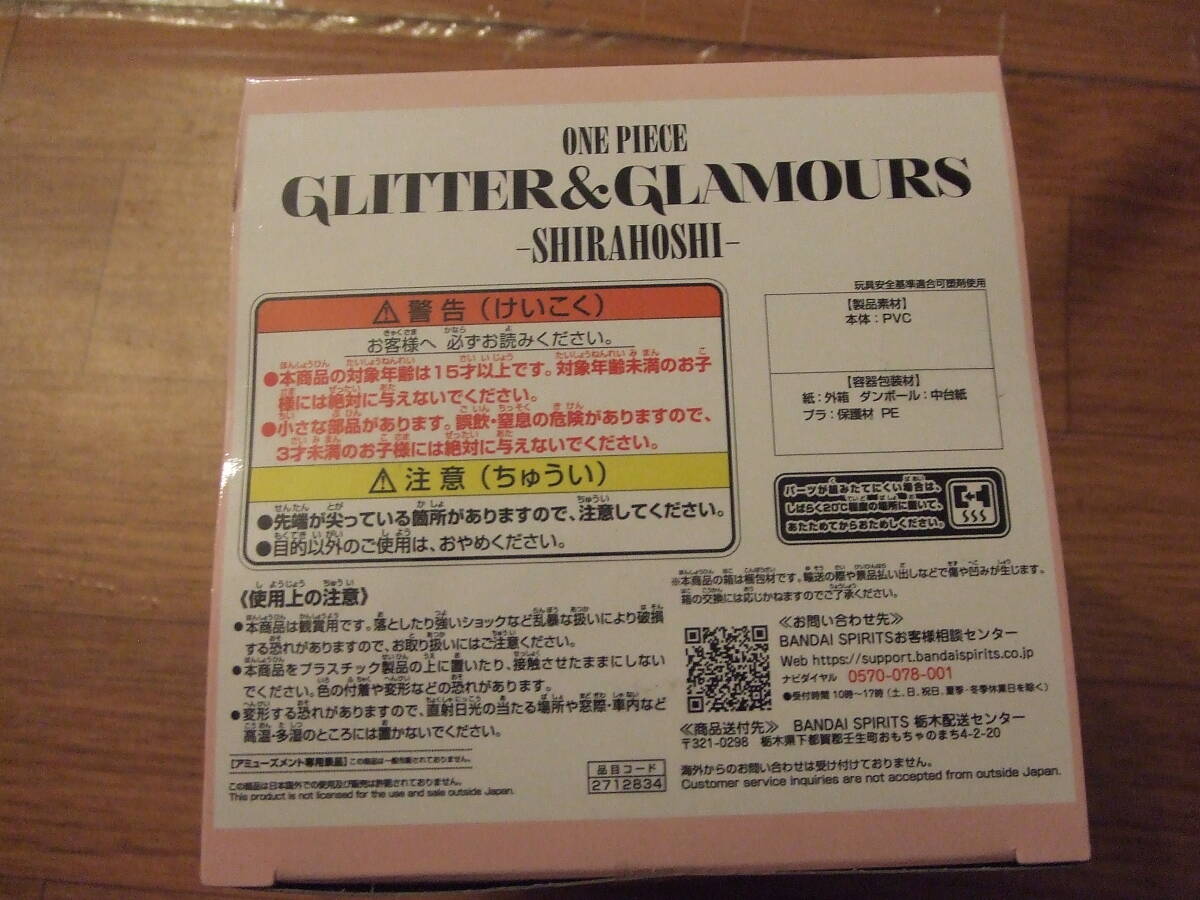 ONE PIECE
GLITTER&GLAMOURS
-SHIRAHOSHI-
⚠警告（けいこく）
お客様へ 必ずお読みください。
●本商品の対象年齢は15才以上です。対象年齢未満のお子
様には絶対に与えないでください。
●小さな部品があります。誤飲・窒息の危険がありますので、
3才未満のお子様には絶対に与えないでください。
⚠注意（ちゅうい）
●先端が尖っている箇所がありますので、注意してください。
●目的以外のご使用は、おやめください。
玩具安全基準適合可塑剤使用
【製品素材】
本体：PVC
【容器包装材】
紙：外箱 ダンボール：中台紙
プラ：保護材 PE
パーツが組みたてにくい場合は、
しばらく20℃程度の場所に置いて、
あたためてからおためしください。
《使用上の注意》
●本商品は観賞用です。落としたり強いショックなど乱暴な扱いにより破損
する恐れがありますので、お取り扱いにはご注意ください。
●本商品をプラスチック製品の上に置いたり、接触させたままにしない
でください。色の付着や変形などの恐れがあります。
●変形する恐れがありますので、直射日光の当たる場所や窓際・車内など
高温・多湿のところには置かないでください。
【アミューズメント専用景品】この商品は一般市販されておりません。
この商品は日本国外での使用及び販売は許諾されておりません。
This product is not licensed for the use and sale outside Japan.
品目コード
2712834
※本商品の箱は梱包材です。輸送の際や景品払い出しなどで傷や凹みが生じます。
箱の交換には応じかねますのでご了承ください。
≪お問い合わせ先≫
BANDAI SPIRITSお客様相談センター
Web https://support.bandaispirits.co.jp
ナビダイヤル 0570-078-001
●受付時間 10時～17時（土、日、祝日、夏季・冬季休業日を除く）
≪商品送付先≫ BANDAI SPIRITS 栃木配送センター
〒321-0298 栃木県下都賀郡壬生町おもちゃのまち4-2-20
海外からのお問い合わせは受け付けておりません。
Customer service inquiries are not accepted from outside Japan.